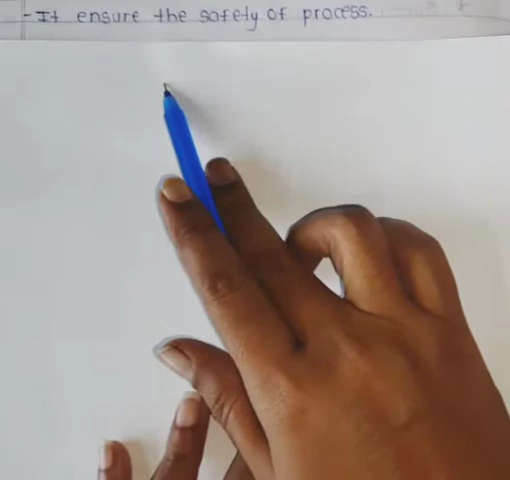 - It ensure the safety of process.